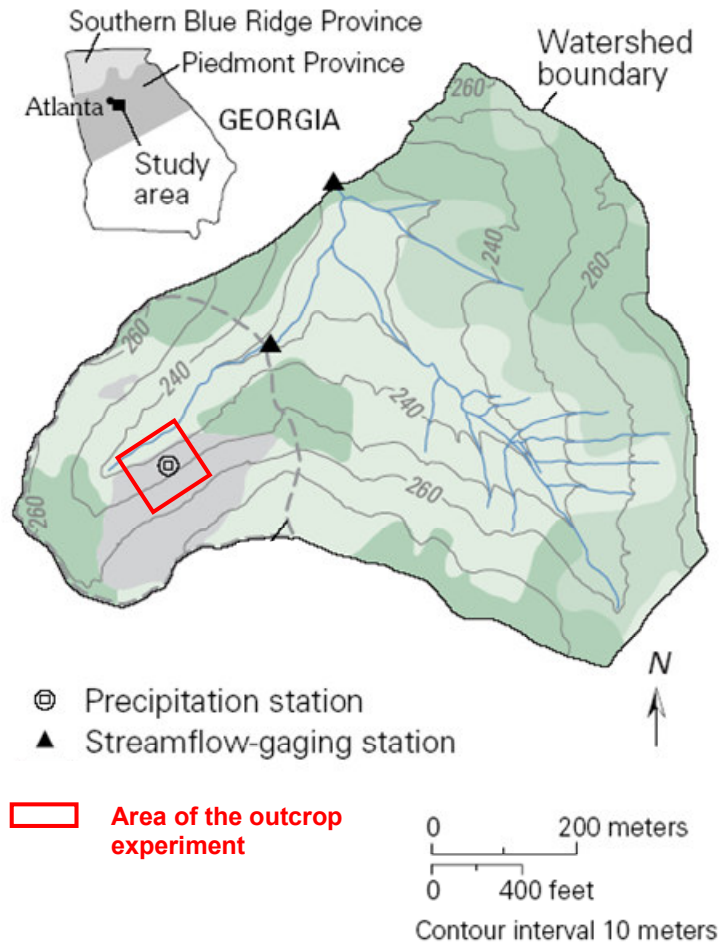 Southern Blue Ridge Province
Piedmont Province
Atlanta
GEORGIA
Study
area
Watershed
boundary
260
240
260
260
240
240
260
260
N
Precipitation station
Streamflow-gaging station
Area of the outcrop
experiment
0 200 meters
0 400 feet
Contour interval 10 meters